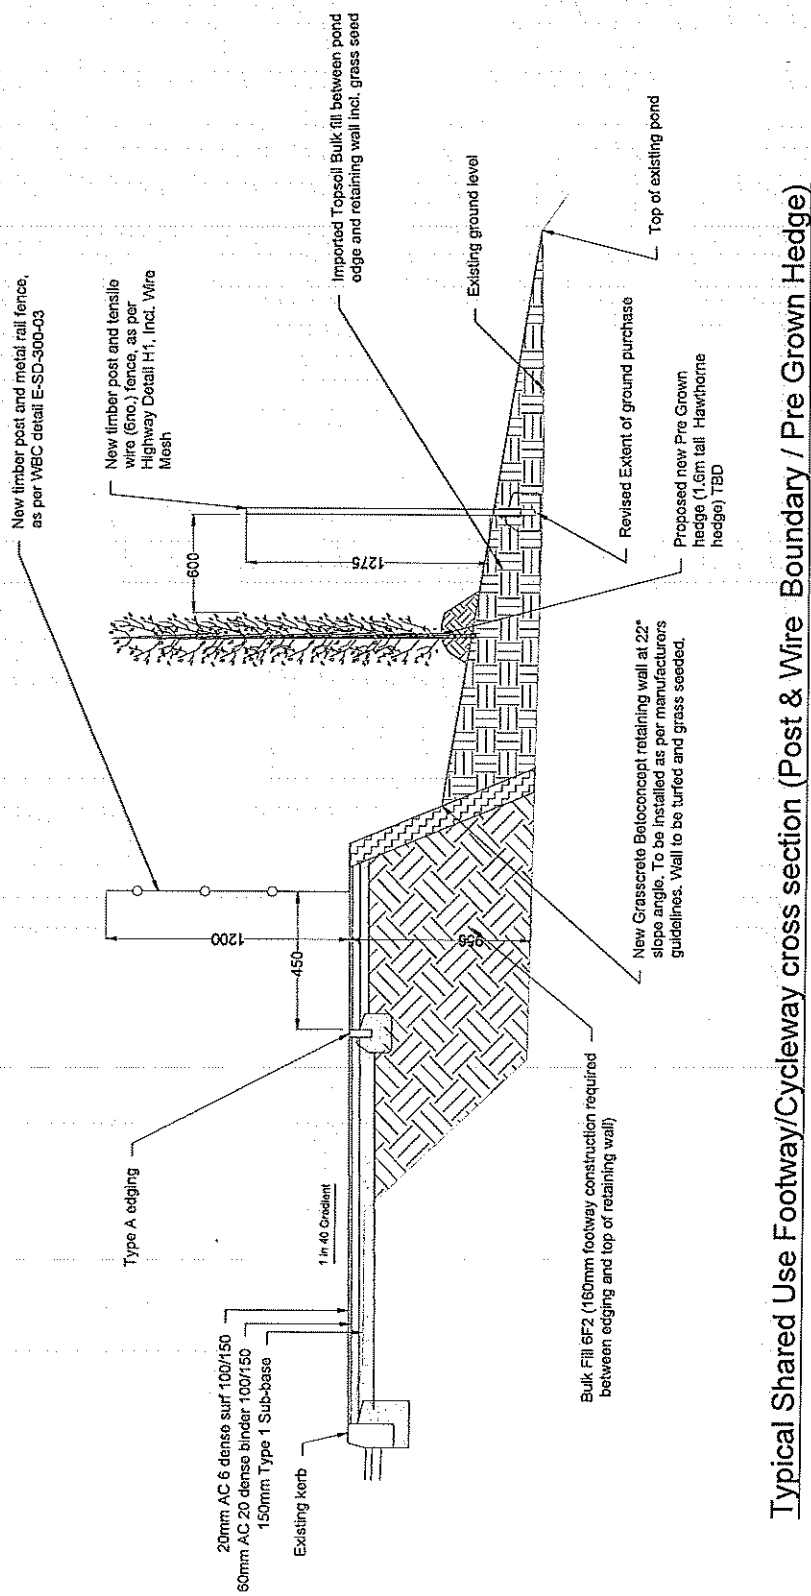 New timber post and metal rail fence,
as per WBC detail E-SD-300-03
New timber post and tensile
wire (6no.) fence, as per
Highway Detail H1, Incl. Wire
Mesh
Imported Topsoil Bulk fill between pond
edge and retaining wall incl. grass seed
Existing ground level
Top of existing pond
Revised Extent of ground purchase
Proposed new Pre Grown
hedge (1.6m tall Hawthorne
hedge) TBD
New Grasscrete Betoconcept retaining wall at 22°
slope angle. To be installed as per manufacturers
guidelines. Wall to be turfed and grass seeded.
Bulk Fill 6F2 (160mm footway construction required
between edging and top of retaining wall)
Type A edging
1 in 40 Gradient
20mm AC 6 dense surf 100/150
60mm AC 20 dense binder 100/150
150mm Type 1 Sub-base
Existing kerb
1200
450
956
600
1275
Typical Shared Use Footway/Cycleway cross section (Post & Wire Boundary / Pre Grown Hedge)